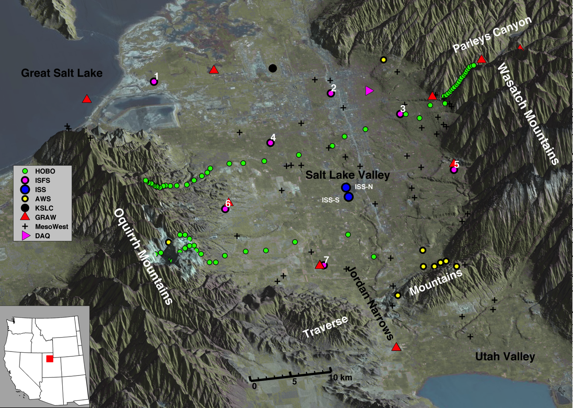 Parleys Canyon
Great Salt Lake
Wasatch Mountains
1
2
3
4
5
Salt Lake Valley
ISS-N
ISS-S
HOBO
ISFS
ISS
AWS
KSLC
GRAW
MesoWest
DAQ
6
Oquirrh Mountains
7
Jordan Narrows
Mountains
Traverse
Utah Valley
0 5 10 km